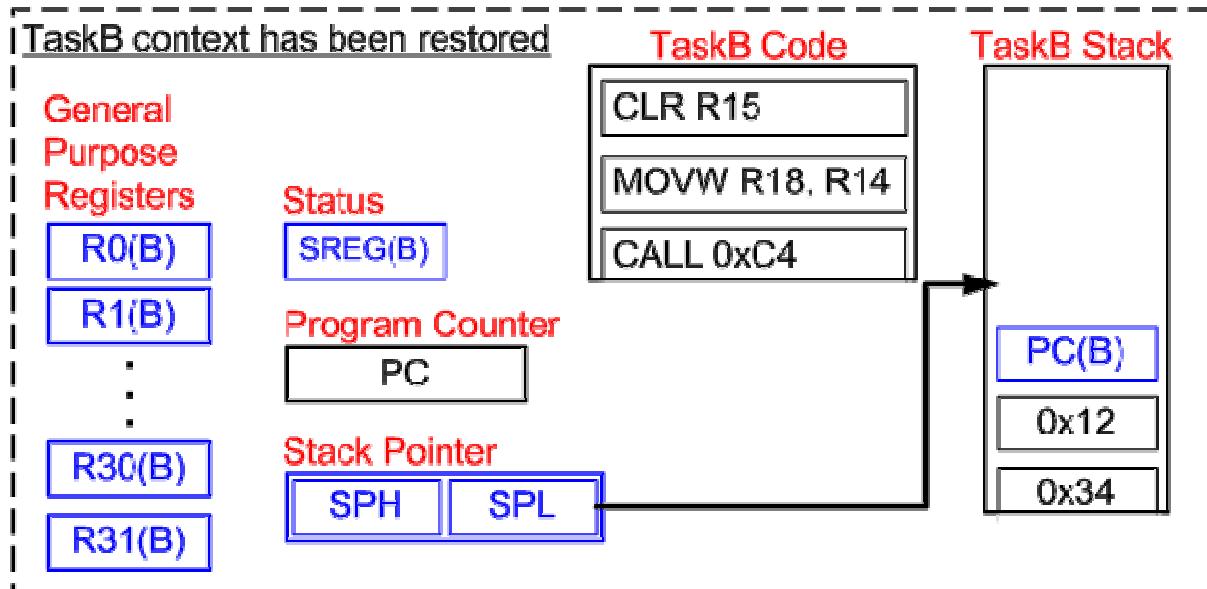 TaskB context has been restored
General
Purpose
Registers
R0(B)
R1(B)
R30(B)
R31(B)
Status
SREG(B)
Program Counter
PC
Stack Pointer
SPH SPL
TaskB Code
CLR R15
MOVW R18, R14
CALL 0xC4
TaskB Stack
PC(B)
0x12
0x34